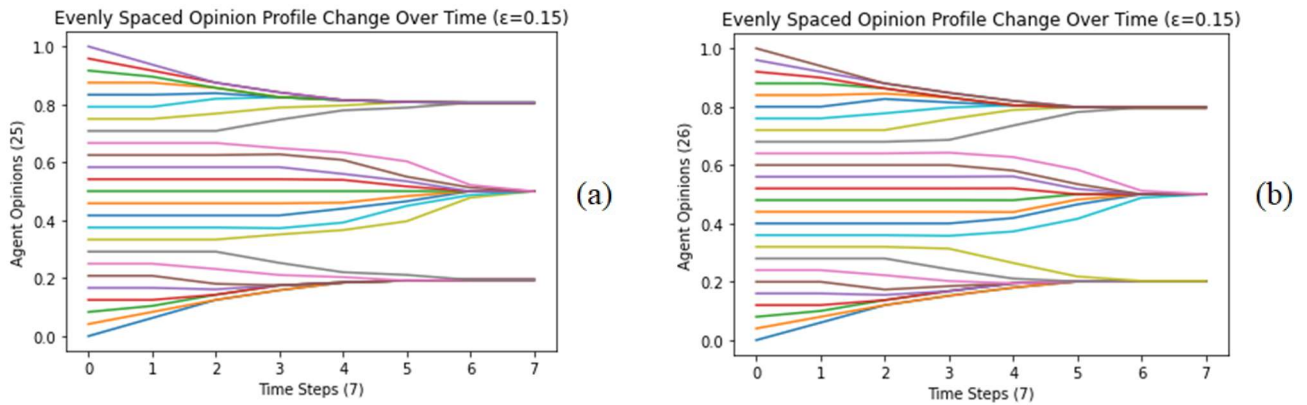 Evenly Spaced Opinion Profile Change Over Time (ε=0.15)
1.0
0.8
0.6
0.4
0.2
0.0
Agent Opinions (25)
0 1 2 3 4 5 6 7
Time Steps (7)
(a)
Evenly Spaced Opinion Profile Change Over Time (ε=0.15)
1.0
0.8
0.6
0.4
0.2
0.0
Agent Opinions (26)
0 1 2 3 4 5 6 7
Time Steps (7)
(b)